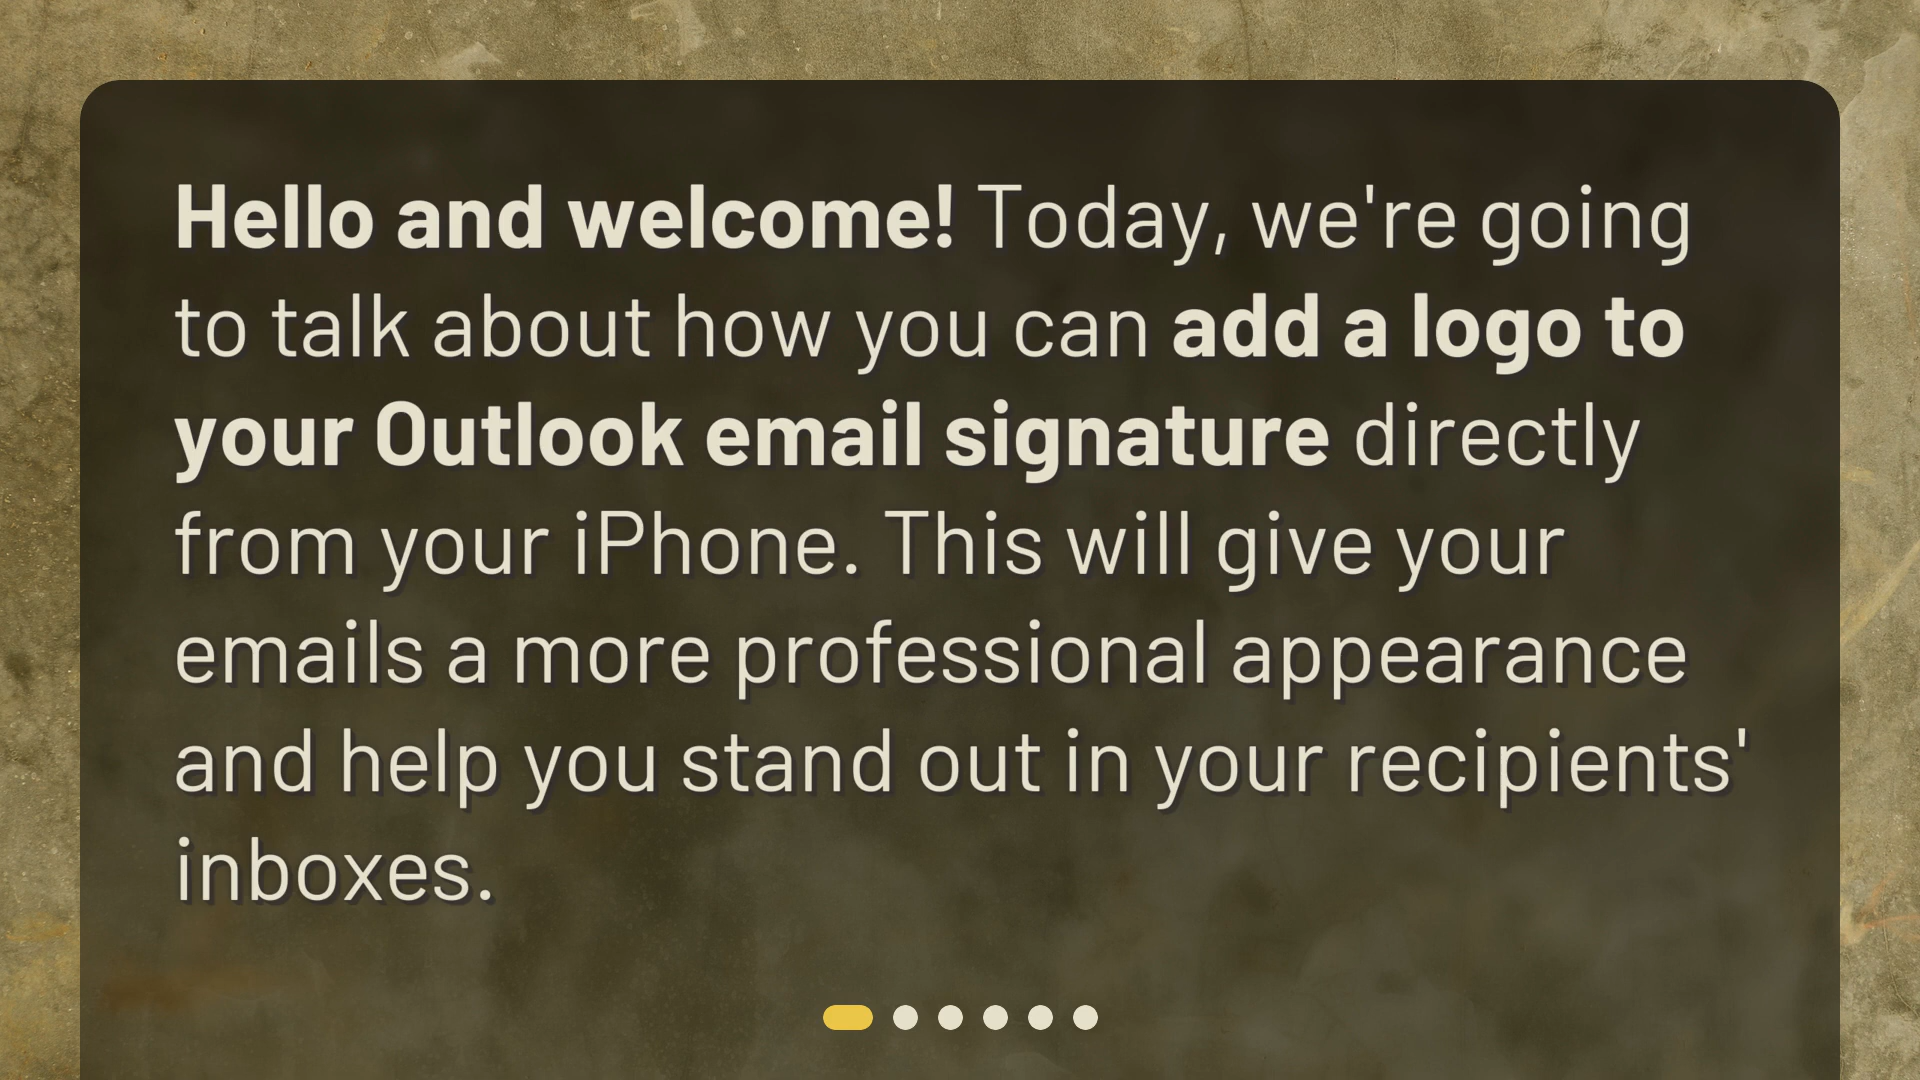 Hello and welcome! Today, we're going
to talk about how you can add a logo to
your Outlook email signature directly
from your iPhone. This will give your
emails a more professional appearance
and help you stand out in your recipients'
inboxes.